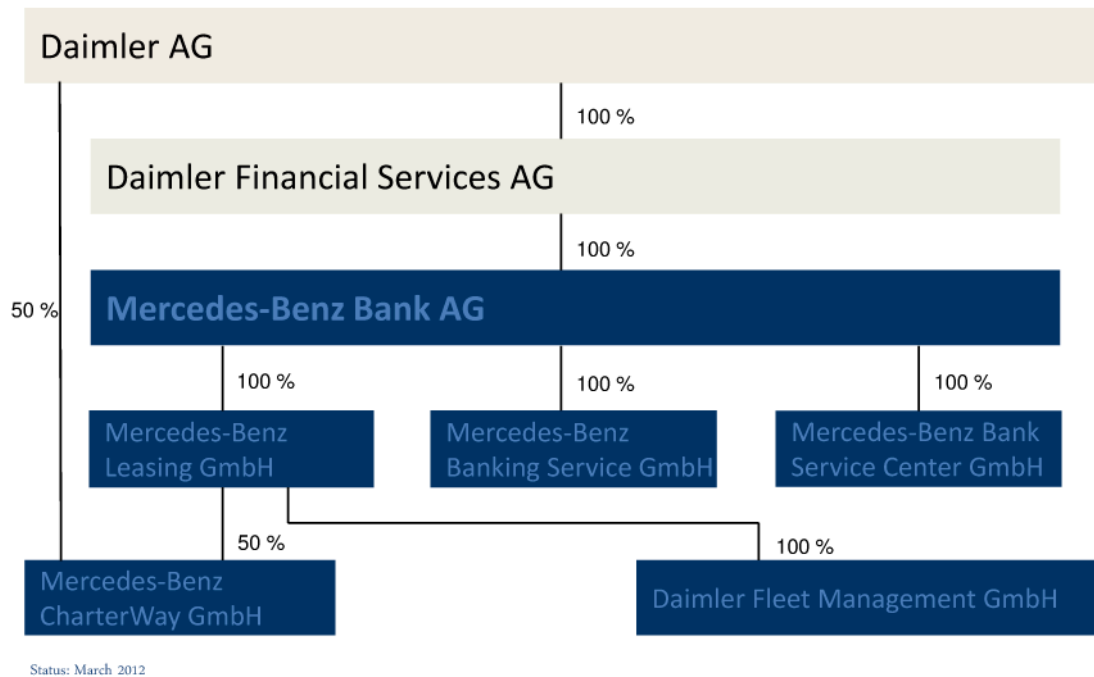 Daimler AG
100 %
Daimler Financial Services AG
100 %
50 %
Mercedes-Benz Bank AG
100 %
100 %
100 %
Mercedes-Benz
Leasing GmbH
Mercedes-Benz
Banking Service GmbH
Mercedes-Benz Bank
Service Center GmbH
50 %
100 %
Mercedes-Benz
CharterWay GmbH
Daimler Fleet Management GmbH
Status: March 2012